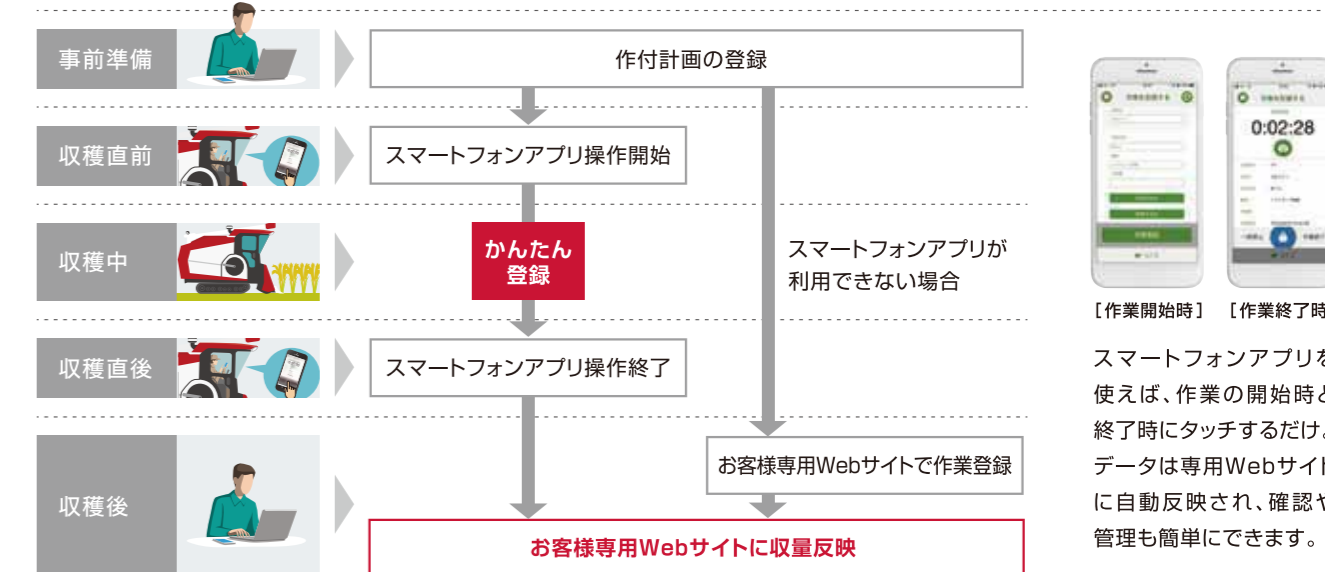 事前準備
作付計画の登録
収穫直前
スマートフォンアプリ操作開始
収穫中
かんたん
登録
スマートフォンアプリが
利用できない場合
収穫直後
スマートフォンアプリ操作終了
収穫後
お客様専用Webサイトで作業登録
お客様専用Webサイトに収量反映
0:02:28
[作業開始時] [作業終了時
スマートフォンアプリを
使えば、作業の開始時と
終了時にタッチするだけ。
データは専用Webサイト
に自動反映され、確認や
管理も簡単にできます。